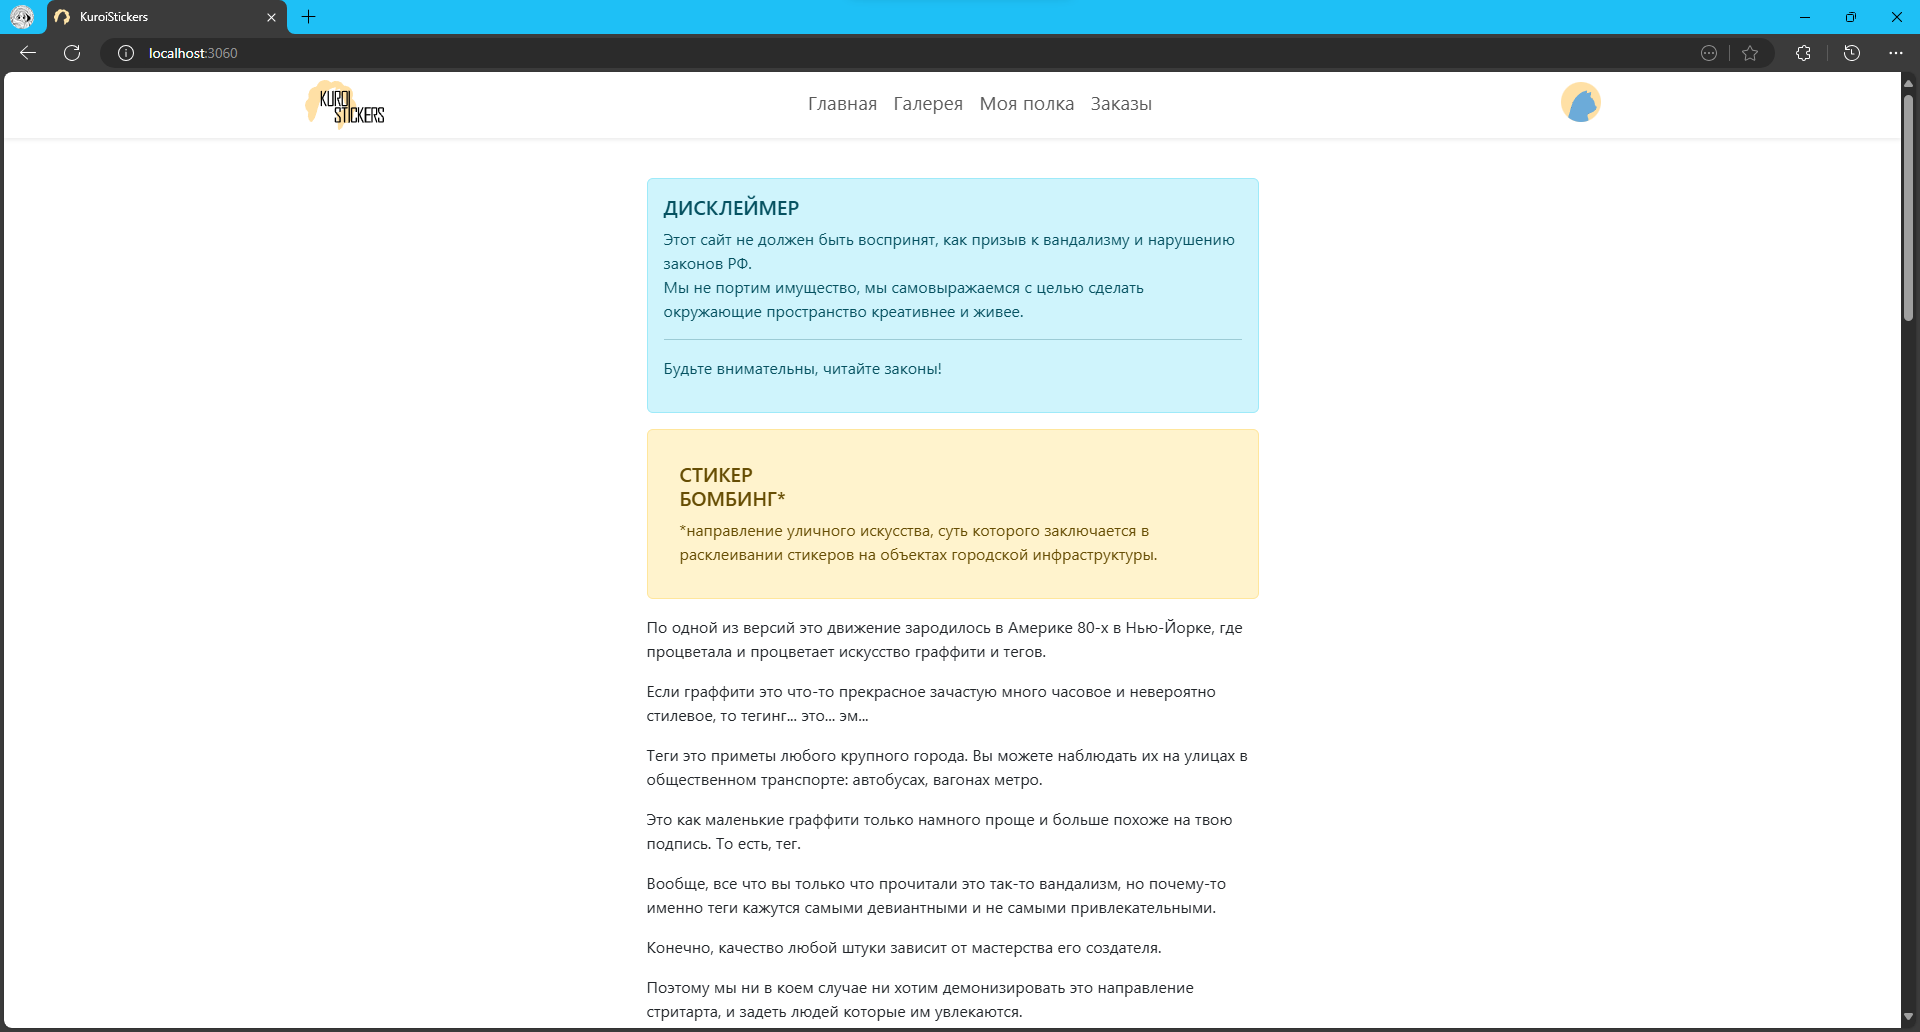 KuroiStickers
localhost:3060
KUROI
STICKERS
Главная Галерея Моя полка Заказы
ДИСКЛЕЙМЕР
Этот сайт не должен быть воспринят, как призыв к вандализму и нарушению
законов РФ.
Мы не портим имущество, мы самовыражаемся с целью сделать
окружающие пространство креативнее и живее.
Будьте внимательны, читайте законы!
СТИКЕР
БОМБИНГ*
*направление уличного искусства, суть которого заключается в
расклеивании стикеров на объектах городской инфраструктуры.
По одной из версий это движение зародилось в Америке 80-х в Нью-Йорке, где
процветала и процветает искусство граффити и тегов.
Если граффити это что-то прекрасное зачастую много часовое и невероятно
стилевое, то тегинг... это... эм...
Теги это приметы любого крупного города. Вы можете наблюдать их на улицах в
общественном транспорте: автобусах, вагонах метро.
Это как маленькие граффити только намного проще и больше похоже на твою
подпись. То есть, тег.
Вообще, все что вы только что прочитали это так-то вандализм, но почему-то
именно теги кажутся самыми девиантными и не самыми привлекательными.
Конечно, качество любой штуки зависит от мастерства его создателя.
Поэтому мы ни в коем случае ни хотим демонизировать это направление
стритарта, и задеть людей которые им увлекаются.